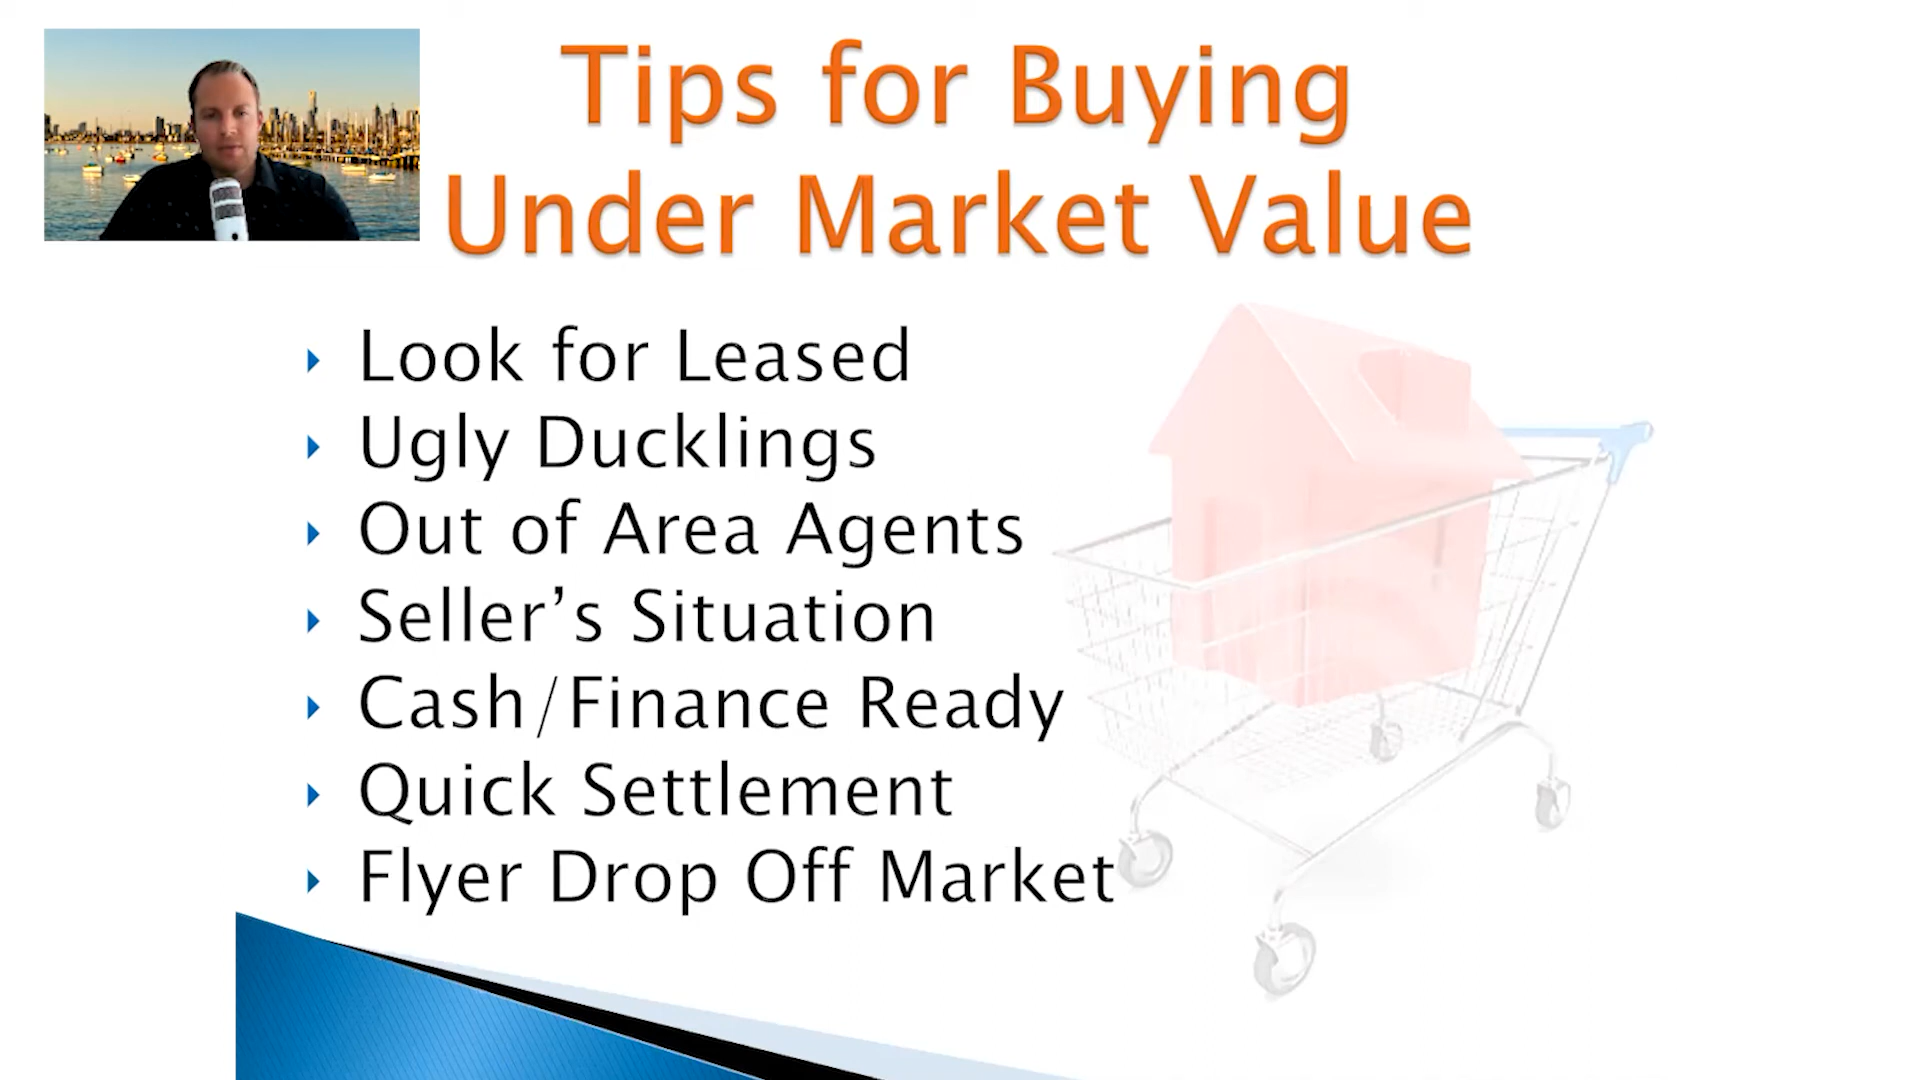 Tips for Buying
Under Market Value
Look for Leased
Ugly Ducklings
Out of Area Agents
Seller’s Situation
Cash/Finance Ready
Quick Settlement
Flyer Drop Off Market